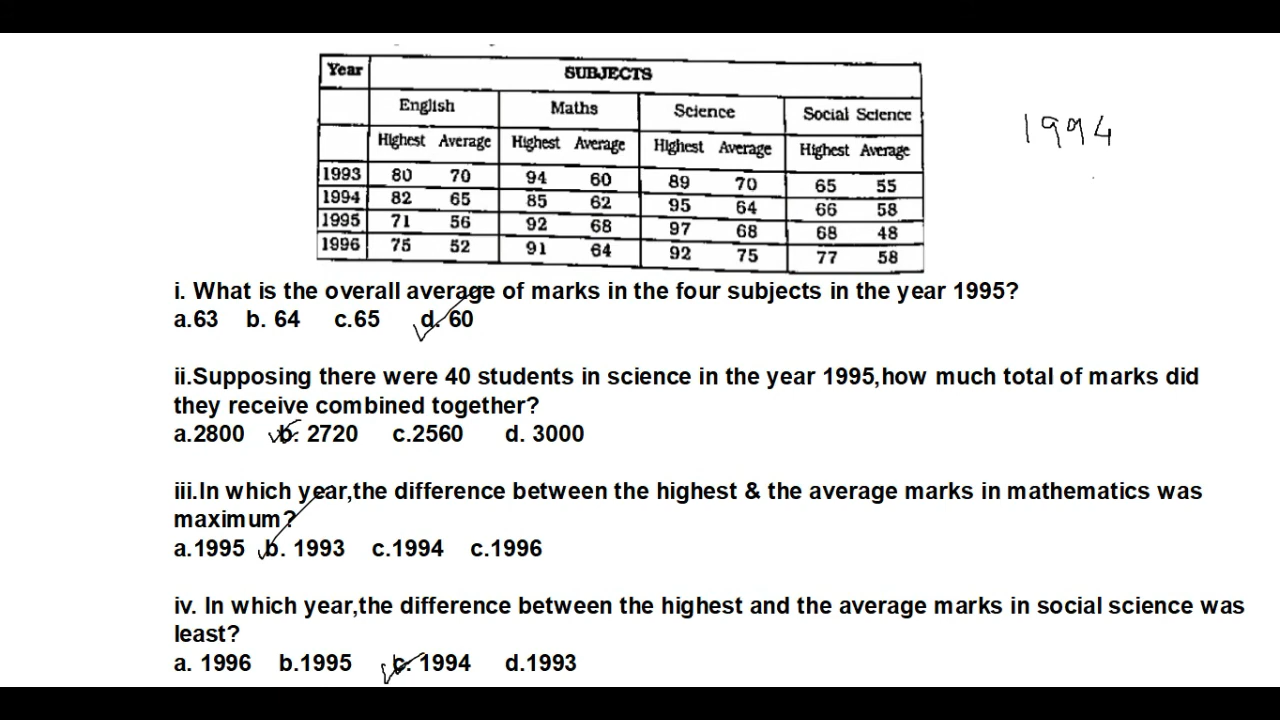 Year SUBJECTS
English Maths Science Social Science
1994
Highest Average Highest Average Highest Average Highest Average
1993 80 70 94 60 89 70 65 55
1994 82 65 85 62 95 64 66 58
1995 71 56 92 68 97 68 68 48
1996 75 52 91 64 92 75 77 58
i. What is the overall average of marks in the four subjects in the year 1995?
a.63 b. 64 c.65 d. 60
ii.Supposing there were 40 students in science in the year 1995,how much total of marks did
they receive combined together?
a.2800 b. 2720 c.2560 d. 3000
iii.In which year,the difference between the highest & the average marks in mathematics was
maximum?
a.1995 b. 1993 c.1994 c.1996
iv. In which year,the difference between the highest and the average marks in social science was
least?
a. 1996 b.1995 c. 1994 d.1993